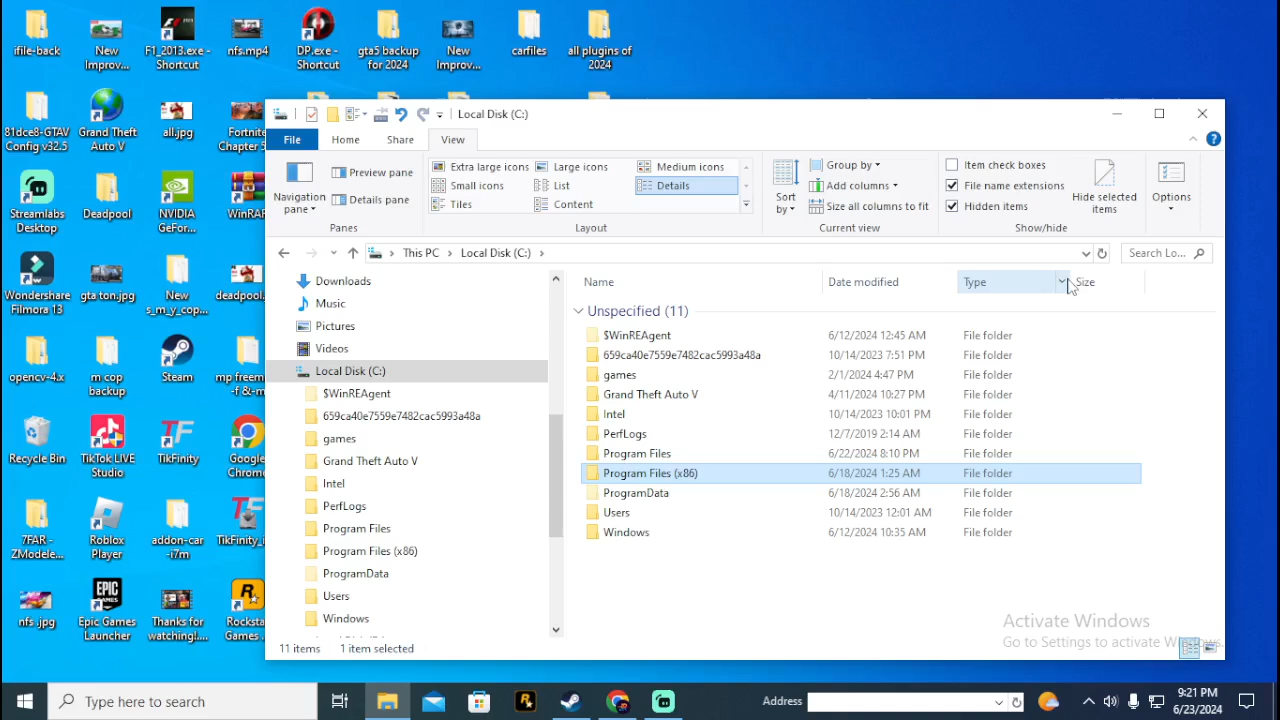 ifile-back
New
Improv...
F1_2013.exe -
Shortcut
nfs.mp4
DP.exe -
Shortcut
gta5 backup
for 2024
New
Improv...
carfiles
all plugins of
2024
81dce8-GTAV
Config v32.5
Grand Theft
Auto V
all.jpg
Fortnite
Chapter 5
Streamlabs
Desktop
Deadpool
NVIDIA
GeFor...
WinRAR
Wondershare
Filmora 13
gta ton.jpg
New
s_m_y_cop...
deadpool.
opencv-4.x
m cop
backup
Steam
mp freem
-f &-m
Recycle Bin
TikTok LIVE
Studio
TikFinity
Google
Chrome
7FAR -
ZModele...
Roblox
Player
addon-car
-i7m
TikFinity_i
nfs .jpg
Epic Games
Launcher
Thanks for
watching!...
Rocksta
Games .
Local Disk (C:)
File Home Share View
Navigation
pane
Preview pane
Details pane
Panes
Extra large icons Large icons Medium icons
Small icons List Details
Tiles Content
Layout
Sort
by
Group by
Add columns
Size all columns to fit
Current view
Item check boxes
File name extensions
Hidden items
Hide selected
items
Show/hide
Options
This PC Local Disk (C:)
Search Lo...
Downloads
Music
Pictures
Videos
Local Disk (C:)
$WinREAgent
659ca40e7559e7482cac5993a48a
games
Grand Theft Auto V
Intel
PerfLogs
Program Files
Program Files (x86)
ProgramData
Users
Windows
Name Date modified Type Size
Unspecified (11)
$WinREAgent 6/12/2024 12:45 AM File folder
659ca40e7559e7482cac5993a48a 10/14/2023 7:51 PM File folder
games 2/1/2024 4:47 PM File folder
Grand Theft Auto V 4/11/2024 10:27 PM File folder
Intel 10/14/2023 10:01 PM File folder
PerfLogs 12/7/2019 2:14 AM File folder
Program Files 6/22/2024 8:10 PM File folder
Program Files (x86) 6/18/2024 1:25 AM File folder
ProgramData 6/18/2024 2:56 AM File folder
Users 10/14/2023 12:01 AM File folder
Windows 6/12/2024 10:35 AM File folder
Activate Windows
Go to Settings to activate Windows.
11 items 1 item selected
Type here to search
Address
9:21 PM
6/23/2024